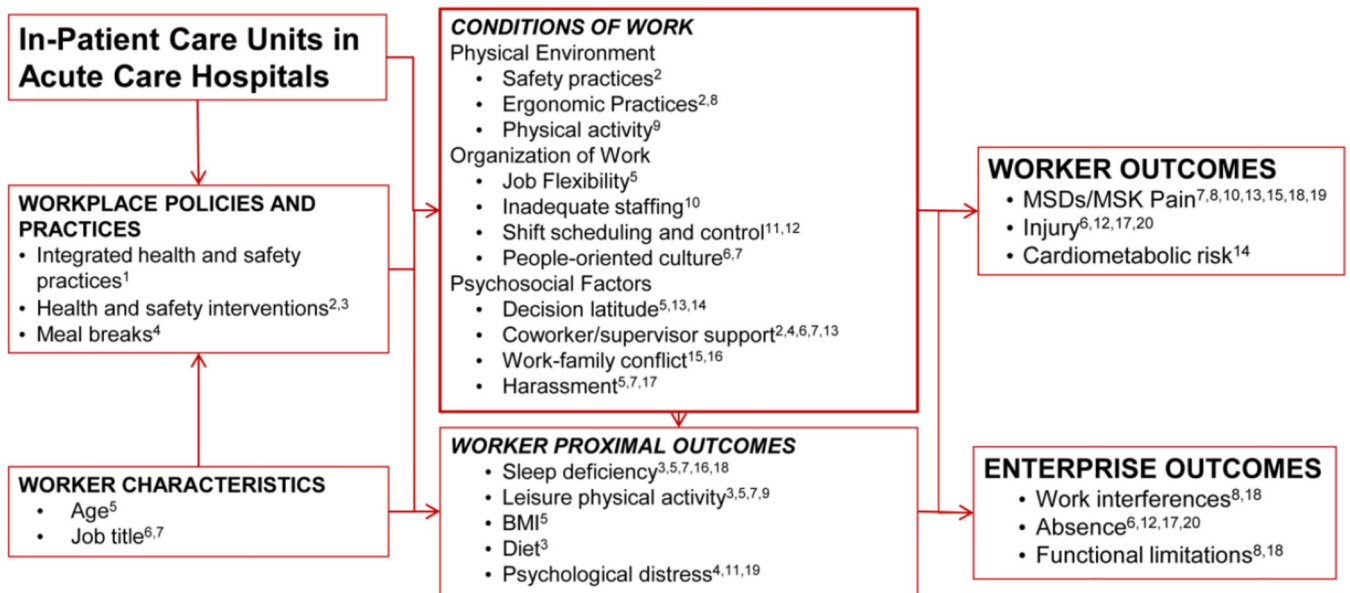 In-Patient Care Units in
Acute Care Hospitals
WORKPLACE POLICIES AND
PRACTICES
• Integrated health and safety
practices¹
• Health and safety interventions²,³
• Meal breaks⁴
WORKER CHARACTERISTICS
• Age⁵
• Job title⁶,⁷
CONDITIONS OF WORK
Physical Environment
• Safety practices²
• Ergonomic Practices²,⁸
• Physical activity⁹
Organization of Work
• Job Flexibility⁵
• Inadequate staffing¹⁰
• Shift scheduling and control¹¹,¹²
• People-oriented culture⁶,⁷
Psychosocial Factors
• Decision latitude⁵,¹³,¹⁴
• Coworker/supervisor support²,⁴,⁶,⁷,¹³
• Work-family conflict¹⁵,¹⁶
• Harassment⁵,⁷,¹⁷
WORKER PROXIMAL OUTCOMES
• Sleep deficiency³,⁵,⁷,¹⁶,¹⁸
• Leisure physical activity³,⁵,⁷,⁹
• BMI⁵
• Diet³
• Psychological distress⁴,¹¹,¹⁹
WORKER OUTCOMES
• MSDs/MSK Pain⁷,⁸,¹⁰,¹³,¹⁵,¹⁸,¹⁹
• Injury⁶,¹²,¹⁷,²⁰
• Cardiometabolic risk¹⁴
ENTERPRISE OUTCOMES
• Work interferences⁸,¹⁸
• Absence⁶,¹²,¹⁷,²⁰
• Functional limitations⁸,¹⁸